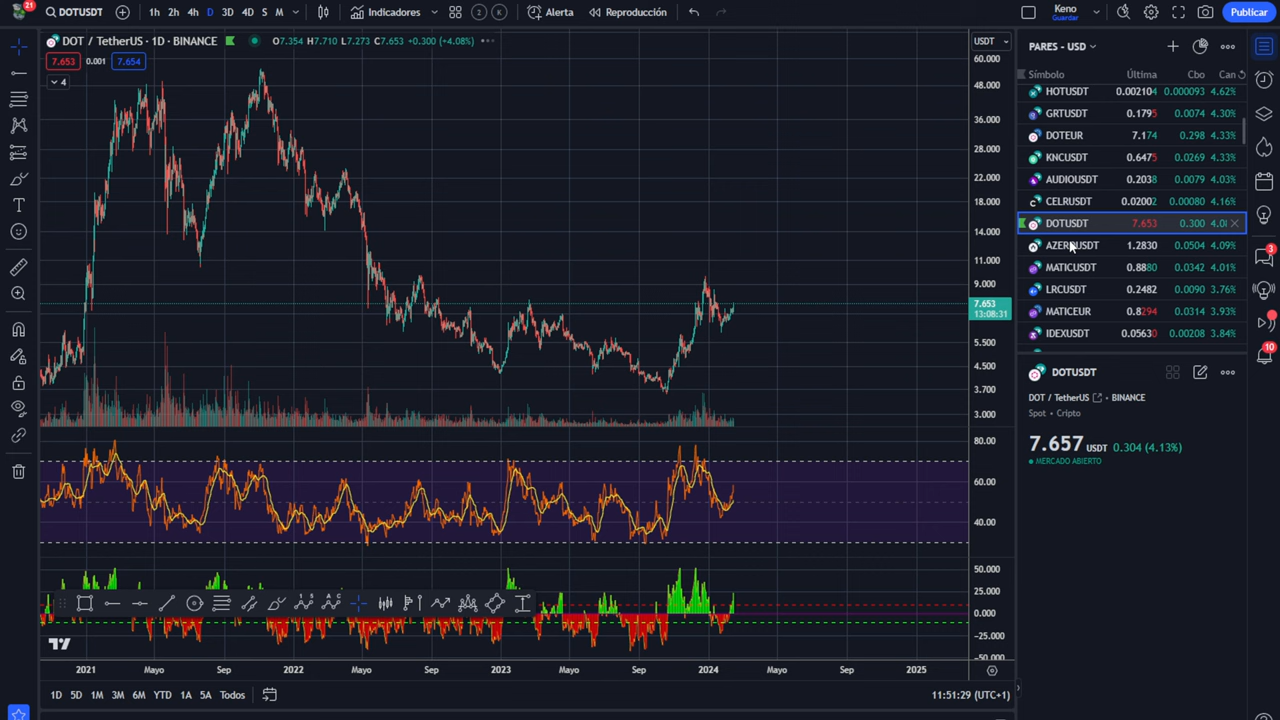 21
DOTUSDT
1h 2h 4h D 3D 4D S M
Indicadores
2
K
Alerta
Reproducción
Keno
Guardar
Publicar
DOT / TetherUS · 1D · BINANCE O7.354 H7.710 L7.273 C7.653 +0.300 (+4.08%)
7.653 0.001 7.654
4
USDT
60.000
48.000
36.000
28.000
22.000
18.000
14.000
11.000
9.000
7.653
13:08:31
5.500
4.500
3.700
3.000
80.00
60.00
40.00
50.000
25.000
0.000
-25.000
-50.000
2021 Mayo Sep 2022 Mayo Sep 2023 Mayo Sep 2024 Mayo Sep 2025
1D 5D 1M 3M 6M YTD 1A 5A Todos
11:51:29 (UTC+1)
PARES - USD
Símbolo Última Cbo Can
HOTUSDT 0.002104 0.000093 4.62%
GRTUSDT 0.1795 0.0074 4.30%
DOTEUR 7.174 0.298 4.33%
KNCUSDT 0.6475 0.0269 4.33%
AUDIOUSDT 0.2038 0.0079 4.03%
CELRUSDT 0.02002 0.00080 4.16%
DOTUSDT 7.653 0.300
1.2830 0.0504 4.09%
MATICUSDT 0.8880 0.0342 4.01%
LRCUSDT 0.2482 0.0090 3.76%
MATICEUR 0.8294 0.0314 3.93%
IDEXUSDT 0.05630 0.00208 3.84%
DOTUSDT
DOT / TetherUS · BINANCE
Spot · Cripto
7.657 USDT 0.304 (4.13%)
MERCADO ABIERTO
3
10